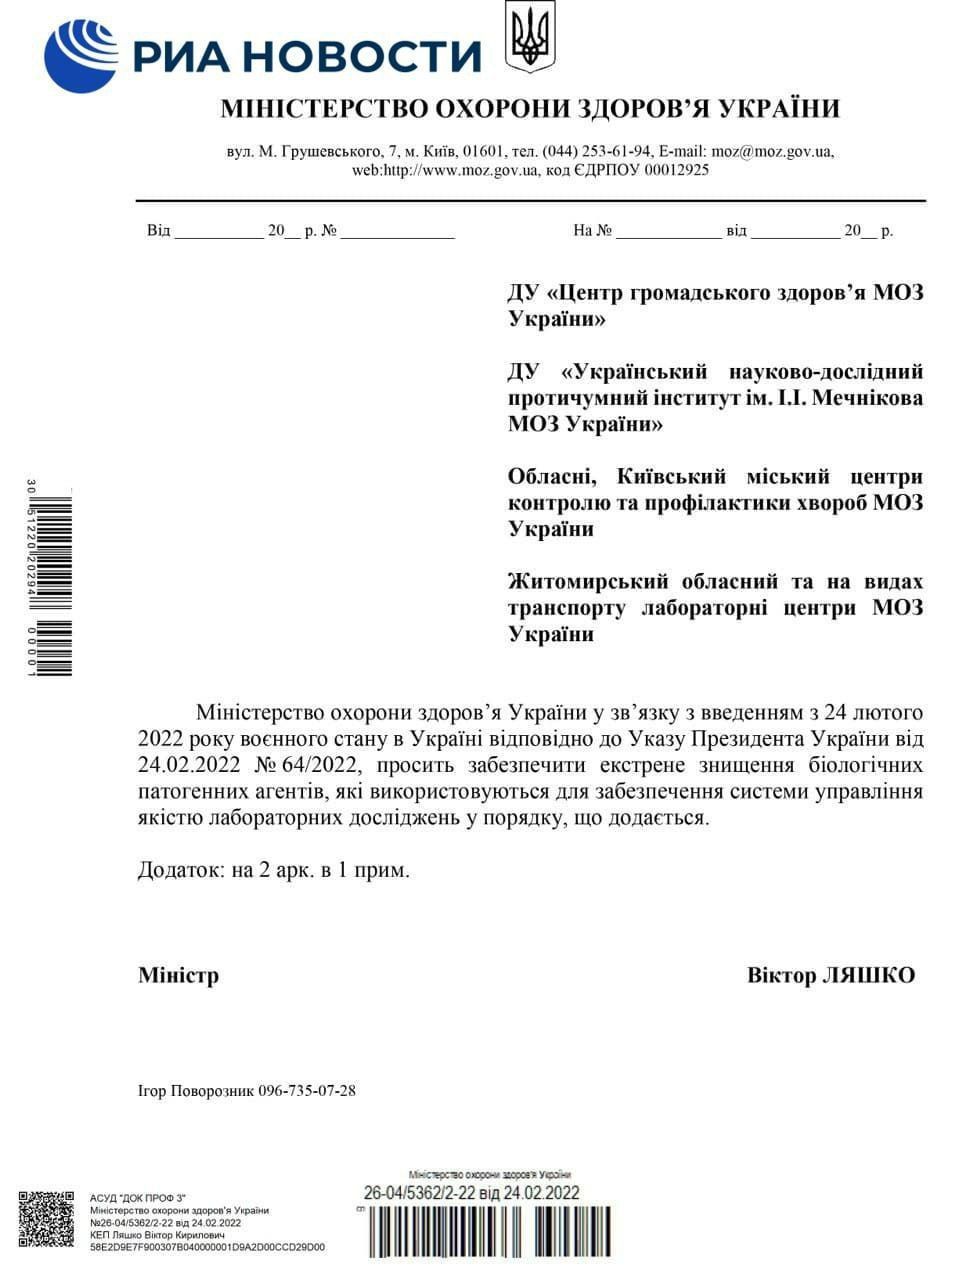 РИА НОВОСТИ
МІНІСТЕРСТВО ОХОРОНИ ЗДОРОВ’Я УКРАЇНИ
вул. М. Грушевського, 7, м. Київ, 01601, тел. (044) 253-61-94, E-mail: moz@moz.gov.ua,
web:http://www.moz.gov.ua, код ЄДРПОУ 00012925
Від ____________ 20__ р. № ____________ На № ____________ від ____________ 20__ р.
ДУ «Центр громадського здоров’я МОЗ
України»
ДУ «Український науково-дослідний
протичумний інститут ім. І.І. Мечнікова
МОЗ України»
Обласні, Київський міський центри
контролю та профілактики хвороб МОЗ
України
Житомирський обласний та на видах
транспорту лабораторні центри МОЗ
України
30 51220 20294 00001
Міністерство охорони здоров’я України у зв’язку з введенням з 24 лютого
2022 року воєнного стану в Україні відповідно до Указу Президента України від
24.02.2022 № 64/2022, просить забезпечити екстрене знищення біологічних
патогенних агентів, які використовуються для забезпечення системи управління
якістю лабораторних досліджень у порядку, що додається.
Додаток: на 2 арк. в 1 прим.
Міністр Віктор ЛЯШКО
Ігор Поворозник 096-735-07-28
АСУД "ДОК ПРОФ 3"
Міністерство охорони здоров'я України
№26-04/5362/2-22 від 24.02.2022
КЕП Ляшко Віктор Кирилович
58E2D9E7F900307B040000001D9A2D00CCD29D00
Міністерство охорони здоров'я України
26-04/5362/2-22 від 24.02.2022